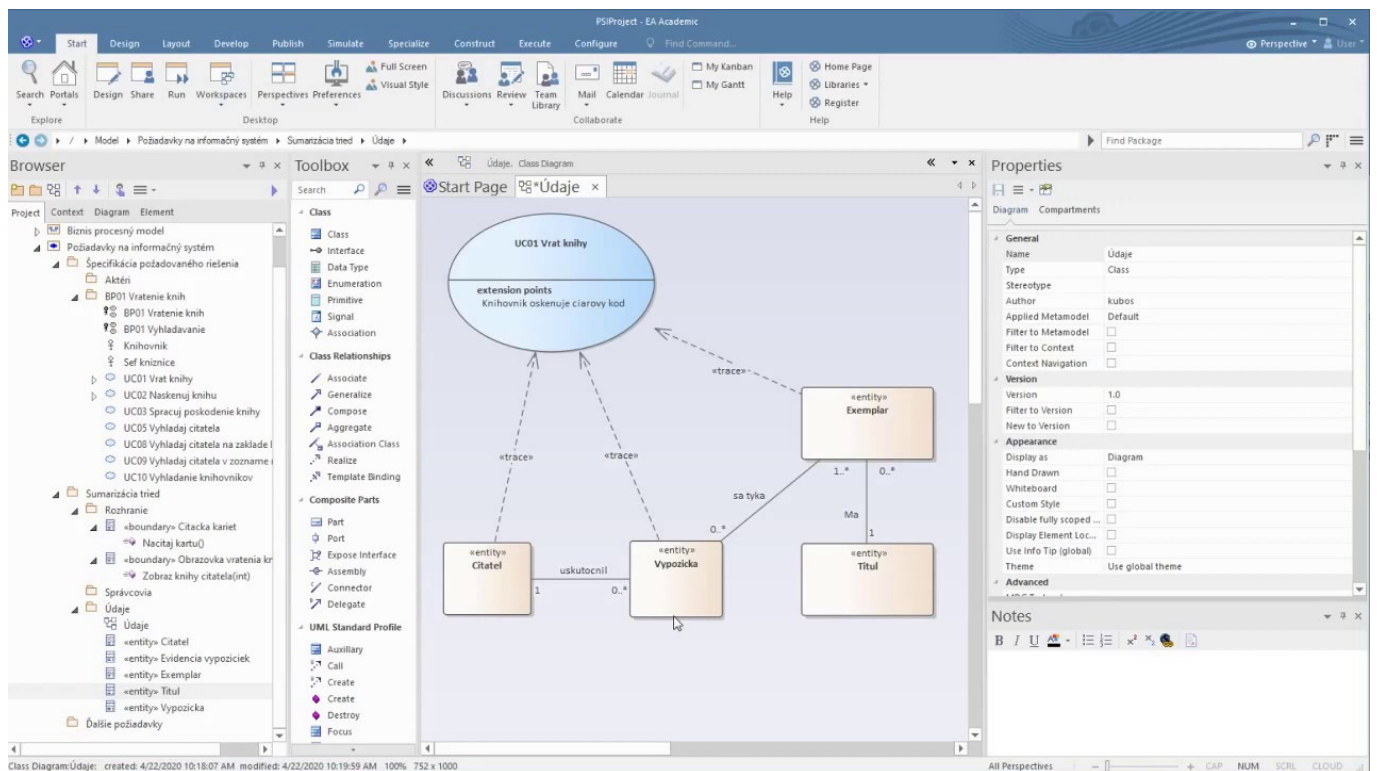 PSIProject - EA Academic
Start Design Layout Develop Publish Simulate Specialize Construct Execute Configure Find Command... Perspective User
Search Portals Design Share Run Workspaces Perspectives Preferences Full Screen Visual Style Discussions Review Team Library Mail Calendar Journal My Kanban My Gantt Help Home Page Libraries Register
Explore Desktop Collaborate Help
/ Model Požiadavky na informačný systém Sumarizácia tried Údaje Find Package
Browser
Project Context Diagram Element
Biznis procesný model
Požiadavky na informačný systém
Špecifikácia požadovaného riešenia
Aktéri
BP01 Vratenie knih
BP01 Vratenie knih
BP01 Vyhladavanie
Knihovnik
Sef kniznice
UC01 Vrat knihy
UC02 Naskenuj knihu
UC03 Spracuj poskodenie knihy
UC05 Vyhladaj citatela
UC08 Vyhladaj citatela na zaklade
UC09 Vyhladaj citatela v zozname
UC10 Vyhladanie knihovnikov
Sumarizácia tried
Rozhranie
«boundary» Citacka kariet
Nacitaj kartu()
«boundary» Obrazovka vratenia
Zobraz knihy citatela(int)
Správcovia
Údaje
Údaje
«entity» Citatel
«entity» Evidencia vypoziciek
«entity» Exemplar
«entity» Titul
«entity» Vypozicka
Ďalšie požiadavky
Toolbox
Search
Class
Class
Interface
Data Type
Enumeration
Primitive
Signal
Association
Class Relationships
Associate
Generalize
Compose
Aggregate
Association Class
Realize
Template Binding
Composite Parts
Part
Port
Expose Interface
Assembly
Connector
Delegate
UML Standard Profile
Auxiliary
Call
Create
Create
Destroy
Focus
Údaje. Class Diagram
Start Page *Údaje ×
UC01 Vrat knihy
extension points
Knihovnik oskenuje ciarovy kod
«trace»
«entity»
Exemplar
«trace» «trace»
1..* 0..*
sa tyka
Ma
0..*
1
«entity»
Citatel
uskutocnil
1 0..*
«entity»
Vypozicka
«entity»
Titul
Properties
Diagram Compartments
General
Name Údaje
Type Class
Stereotype
Author kubos
Applied Metamodel Default
Filter to Metamodel
Filter to Context
Context Navigation
Version
Version 1.0
Filter to Version
New to Version
Appearance
Display as Diagram
Hand Drawn
Whiteboard
Custom Style
Disable fully scoped ...
Display Element Loc...
Use Info Tip (global)
Theme Use global theme
Advanced
Notes
B I U
Class Diagram:Údaje: created: 4/22/2020 10:18:07 AM modified: 4/22/2020 10:19:59 AM 100% 752 x 1000
All Perspectives CAP NUM SCRL CLOUD